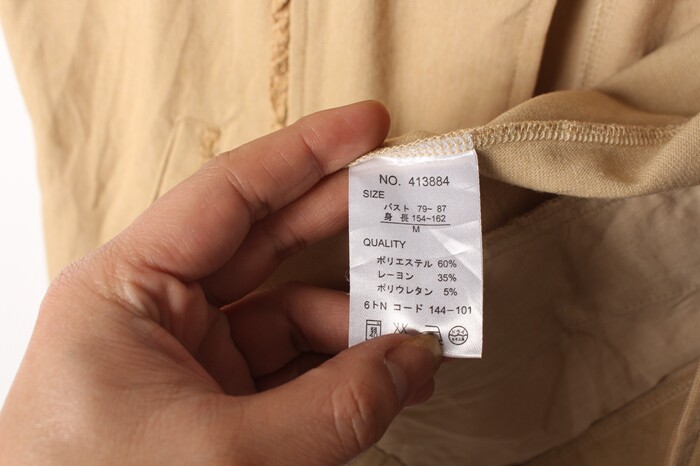 NO. 413884
SIZE
バスト 79~ 87
身 長 154~162
M
QUALITY
ポリエステル 60%
レーヨン 35%
ポリウレタン 5%
6トN コード 144-101